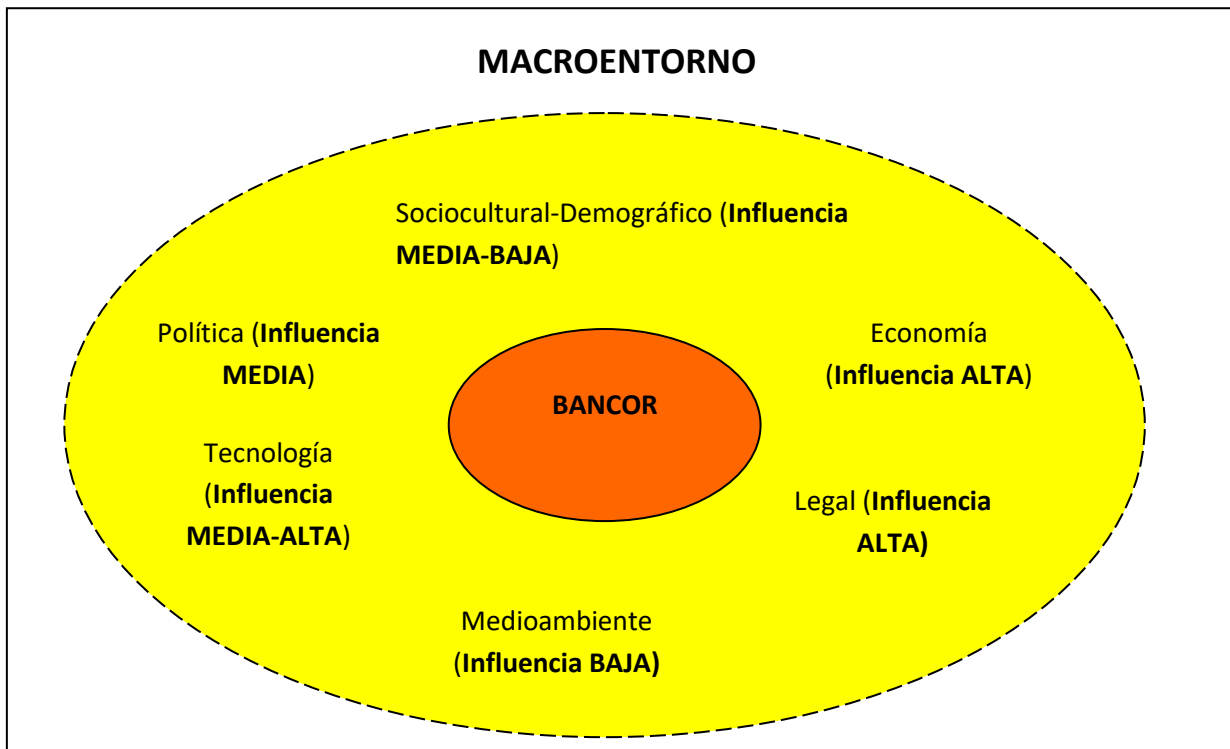 MACROENTORNO
Sociocultural-Demográfico (Influencia
MEDIA-BAJA)
Política (Influencia
MEDIA)
Economía
(Influencia ALTA)
BANCOR
Tecnología
(Influencia
MEDIA-ALTA)
Legal (Influencia
ALTA)
Medioambiente
(Influencia BAJA)